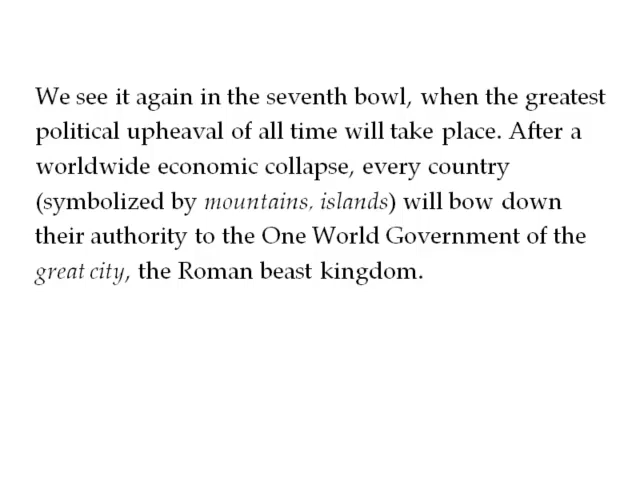 We see it again in the seventh bowl, when the greatest
political upheaval of all time will take place. After a
worldwide economic collapse, every country
(symbolized by mountains, islands) will bow down
their authority to the One World Government of the
great city, the Roman beast kingdom.